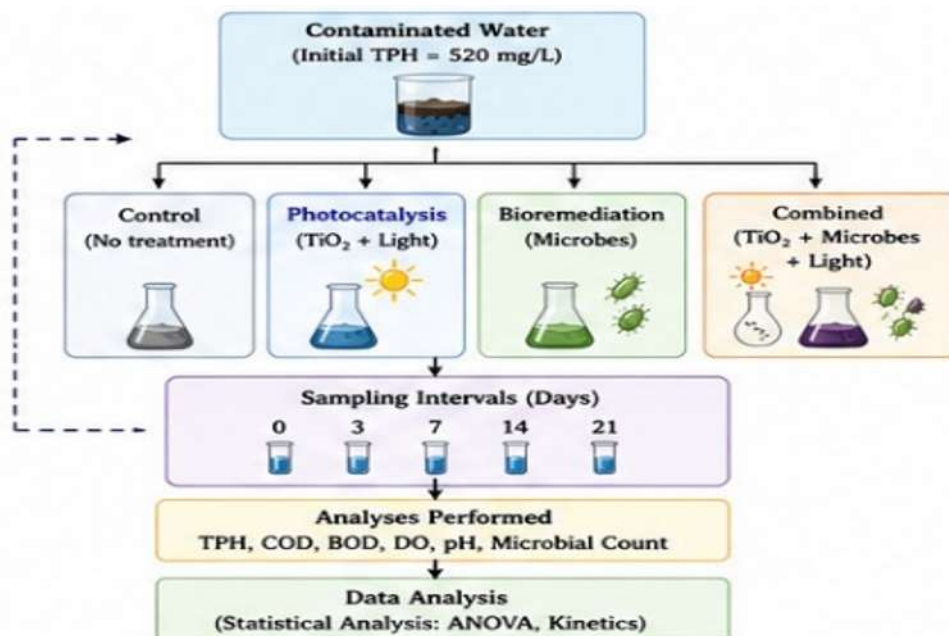 Contaminated Water
(Initial TPH = 520 mg/L)
Control
(No treatment)
Photocatalysis
(TiO₂ + Light)
Bioremediation
(Microbes)
Combined
(TiO₂ + Microbes
+ Light)
Sampling Intervals (Days)
0 3 7 14 21
Analyses Performed
TPH, COD, BOD, DO, pH, Microbial Count
Data Analysis
(Statistical Analysis: ANOVA, Kinetics)